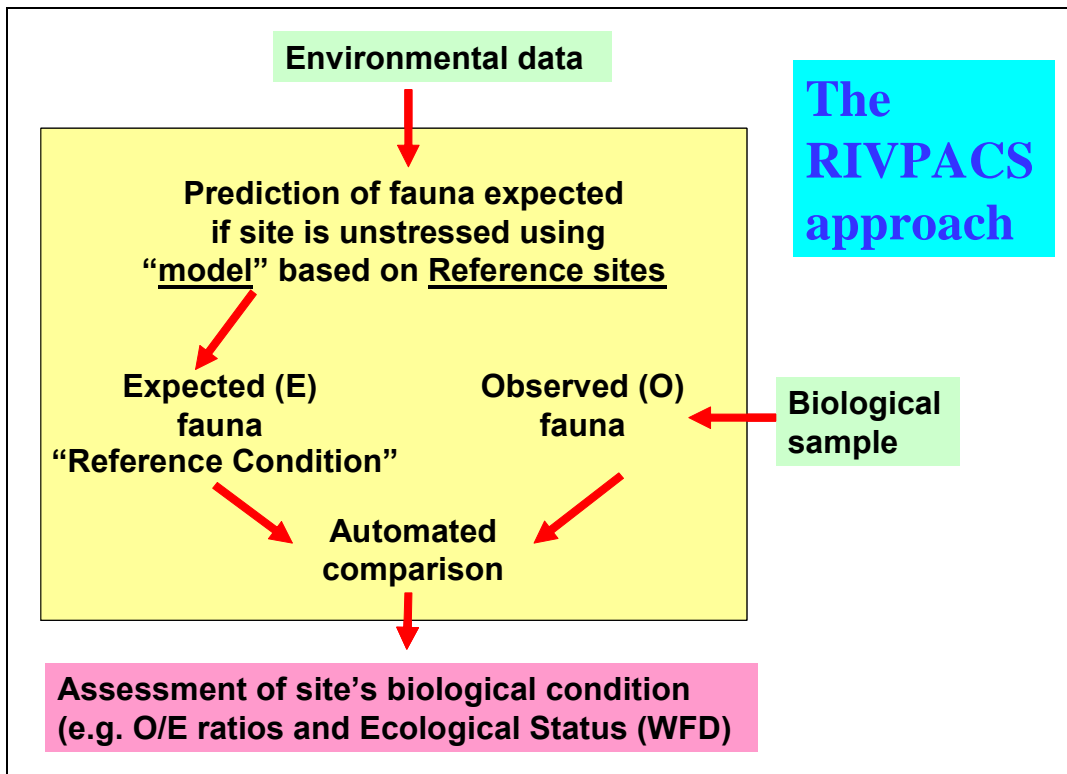 Environmental data
The
RIVPACS
approach
Prediction of fauna expected
if site is unstressed using
“model” based on Reference sites
Expected (E)
fauna
“Reference Condition”
Observed (O)
fauna
Biological
sample
Automated
comparison
Assessment of site’s biological condition
(e.g. O/E ratios and Ecological Status (WFD)